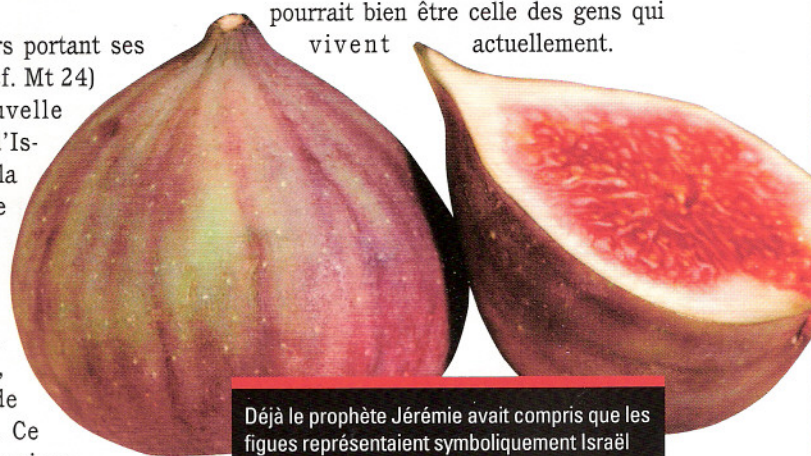 rs portant ses
f. Mt 24)
uvelle
'Is-
la
e
,
le
Ce
pourrait bien être celle des gens qui
vivent actuellement.
Déjà le prophète Jérémie avait compris que les
figues représentaient symboliquement Israël